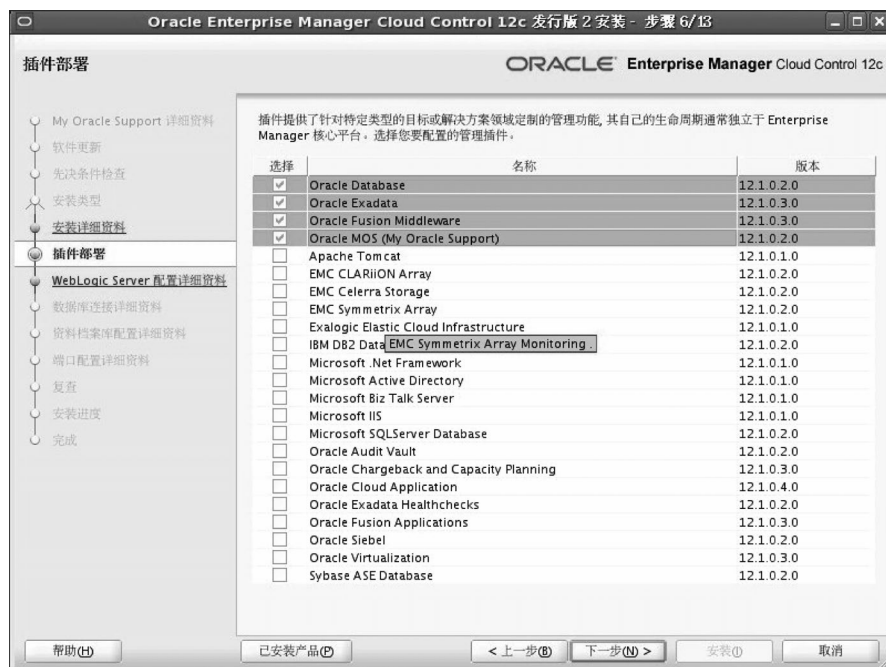 Oracle Enterprise Manager Cloud Control 12c 发行版 2 安装 - 步骤 6/13
插件部署
ORACLE Enterprise Manager Cloud Control 12c
My Oracle Support 详细资料
软件更新
先决条件检查
安装类型
安装详细资料
插件部署
WebLogic Server 配置详细资料
数据库连接详细资料
资料档案库配置详细资料
端口配置详细资料
复查
安装进度
完成
插件提供了针对特定类型的目标或解决方案领域定制的管理功能, 其自己的生命周期通常独立于 Enterprise
Manager 核心平台。选择您要配置的管理插件。
选择 名称 版本
Oracle Database 12.1.0.2.0
Oracle Exadata 12.1.0.3.0
Oracle Fusion Middleware 12.1.0.3.0
Oracle MOS (My Oracle Support) 12.1.0.2.0
Apache Tomcat 12.1.0.1.0
EMC CLARiiON Array 12.1.0.2.0
EMC Celerra Storage 12.1.0.2.0
EMC Symmetrix Array 12.1.0.2.0
Exalogic Elastic Cloud Infrastructure 12.1.0.1.0
IBM DB2 Data EMC Symmetrix Array Monitoring . 12.1.0.2.0
Microsoft .Net Framework 12.1.0.1.0
Microsoft Active Directory 12.1.0.1.0
Microsoft Biz Talk Server 12.1.0.1.0
Microsoft IIS 12.1.0.1.0
Microsoft SQLServer Database 12.1.0.2.0
Oracle Audit Vault 12.1.0.2.0
Oracle Chargeback and Capacity Planning 12.1.0.3.0
Oracle Cloud Application 12.1.0.4.0
Oracle Exadata Healthchecks 12.1.0.2.0
Oracle Fusion Applications 12.1.0.3.0
Oracle Siebel 12.1.0.2.0
Oracle Virtualization 12.1.0.3.0
Sybase ASE Database 12.1.0.2.0
帮助(H) 已安装产品(P) < 上一步(B) 下一步(N) > 安装(I) 取消